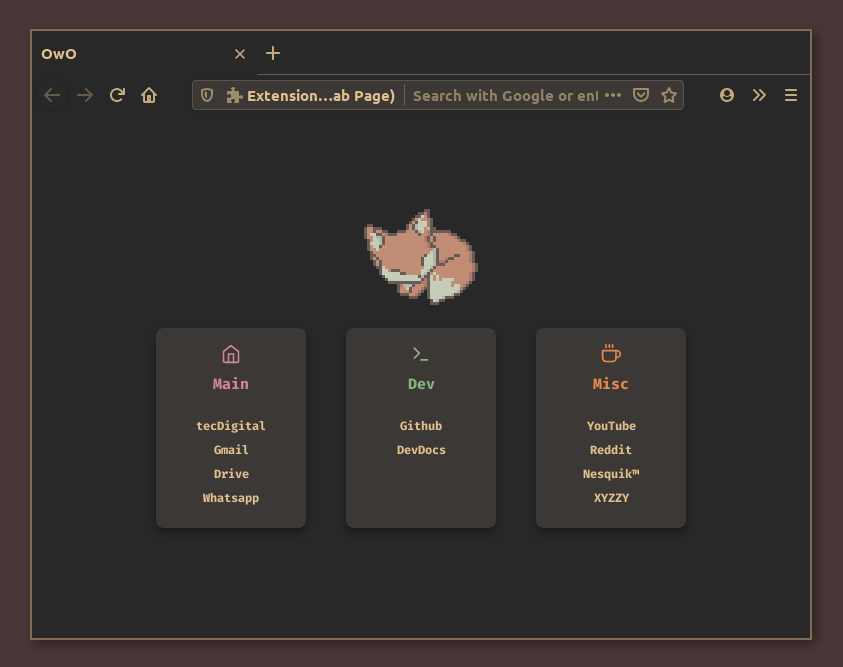 OwO
Extension…ab Page) Search with Google or ent
Main
tecDigital
Gmail
Drive
Whatsapp
Dev
Github
DevDocs
Misc
YouTube
Reddit
Nesquik™
XYZZY